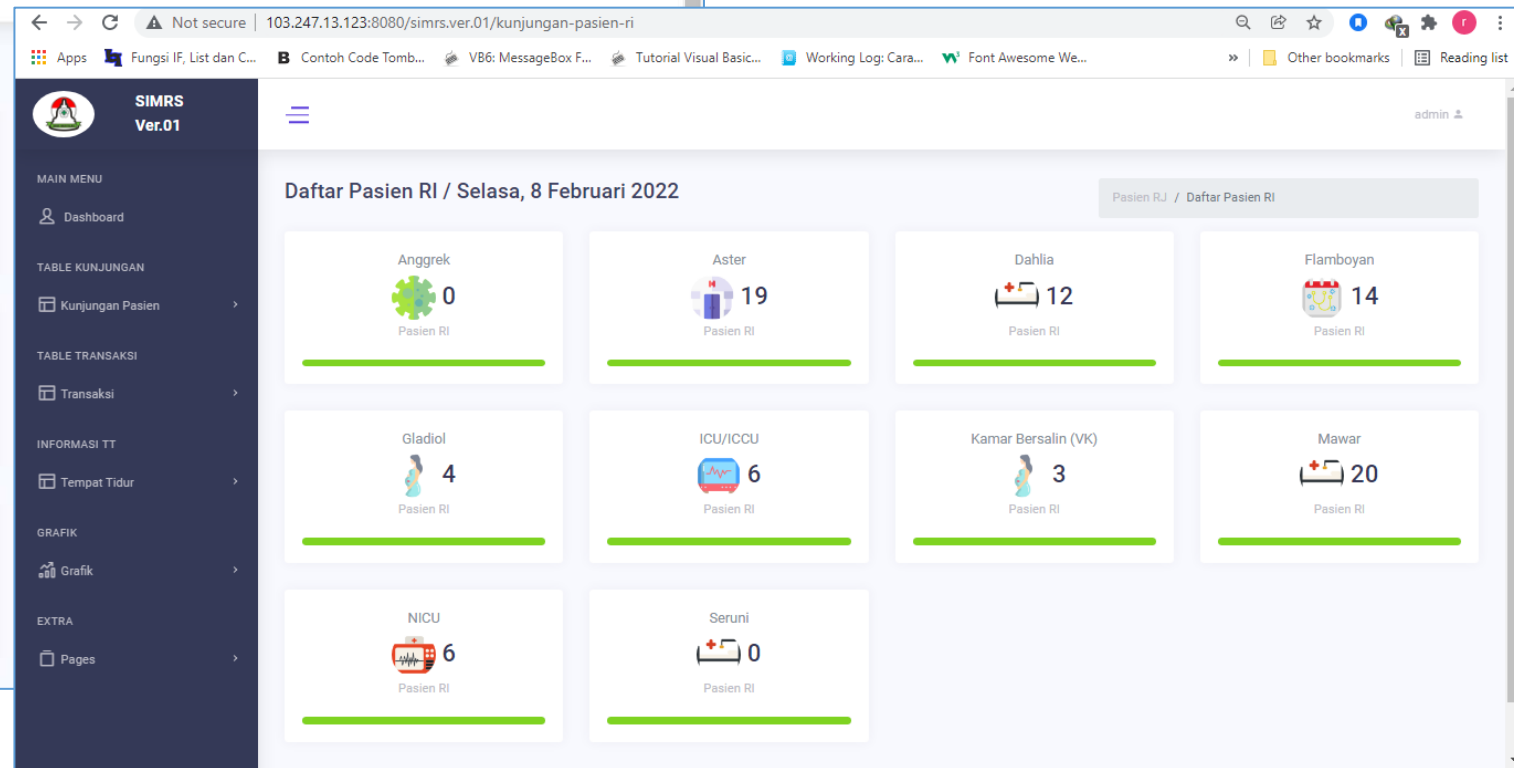 Not secure | 103.247.13.123:8080/simrs.ver.01/kunjungan-pasien-ri
Apps Fungsi IF, List dan C... Contoh Code Tomb... VB6: MessageBox F... Tutorial Visual Basic... Working Log: Cara... Font Awesome We... » Other bookmarks Reading list
SIMRS
Ver.01
admin
MAIN MENU
Dashboard
TABLE KUNJUNGAN
Kunjungan Pasien
TABLE TRANSAKSI
Transaksi
INFORMASI TT
Tempat Tidur
GRAFIK
Grafik
EXTRA
Pages
Daftar Pasien RI / Selasa, 8 Februari 2022
Pasien RJ / Daftar Pasien RI
Anggrek
0
Pasien RI
Aster
19
Pasien RI
Dahlia
12
Pasien RI
Flamboyan
14
Pasien RI
Gladiol
4
Pasien RI
ICU/ICCU
6
Pasien RI
Kamar Bersalin (VK)
3
Pasien RI
Mawar
20
Pasien RI
NICU
6
Pasien RI
Seruni
0
Pasien RI